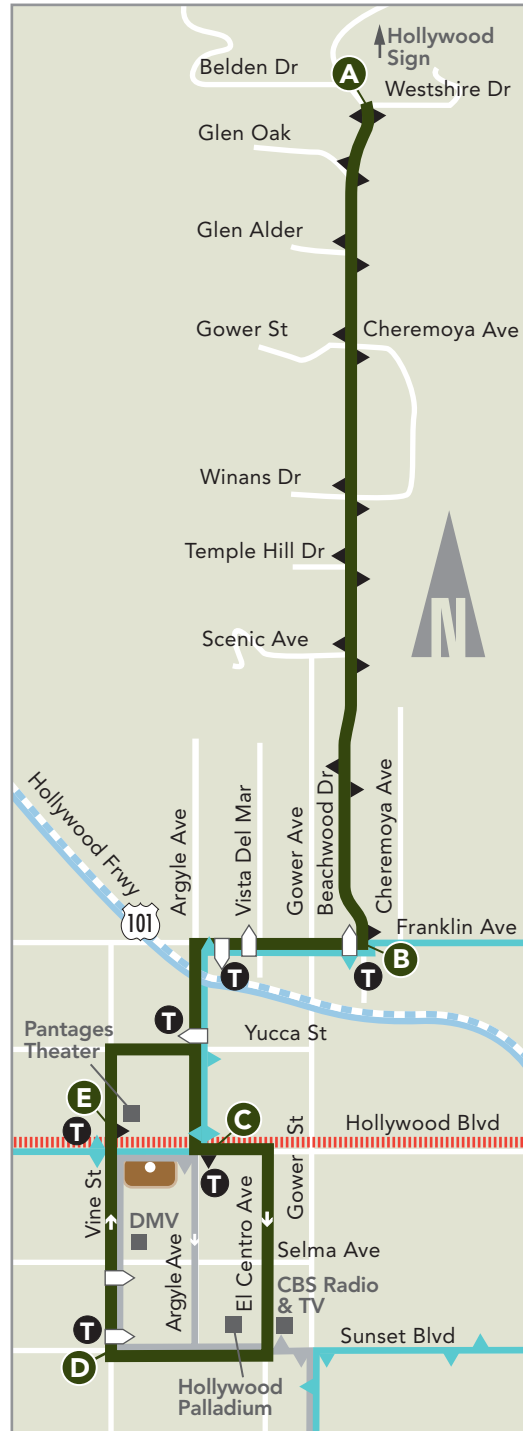 Hollywood
Sign
Belden Dr
A
Westshire Dr
Glen Oak
Glen Alder
Gower St
Cheremoya Ave
Winans Dr
Temple Hill Dr
N
Scenic Ave
Hollywood Frwy
101
Argyle Ave
Vista Del Mar
Gower Ave
Beachwood Dr
Cheremoya Ave
Franklin Ave
B
T
T
T
Yucca St
Pantages
Theater
E
T
C
Hollywood Blvd
T
Vine St
DMV
Argyle Ave
El Centro Ave
Gower St
Selma Ave
CBS Radio
& TV
T
Sunset Blvd
D
Hollywood
Palladium